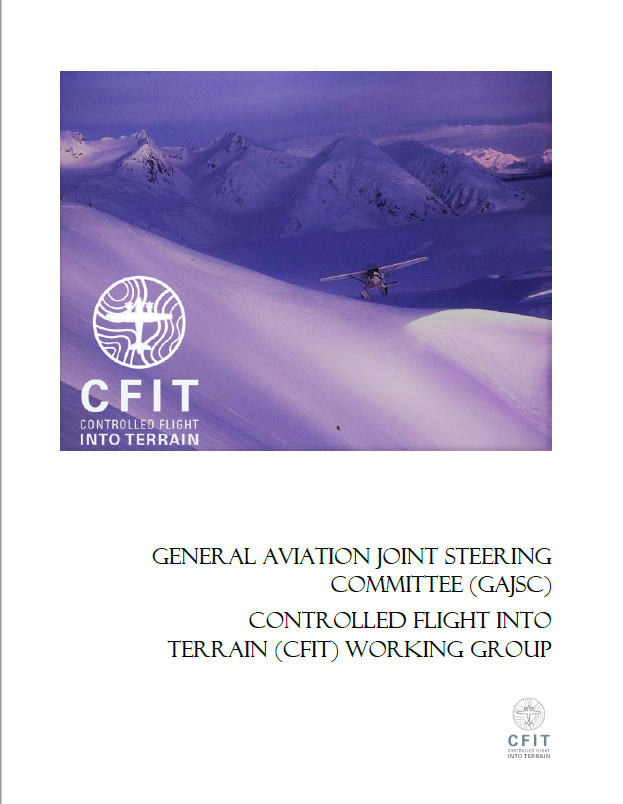 CFIT
CONTROLLED FLIGHT
INTO TERRAIN
GENERAL AVIATION JOINT STEERING
COMMITTEE (GAJSC)
CONTROLLED FLIGHT INTO
TERRAIN (CFIT) WORKING GROUP
CFIT
CONTROLLED FLIGHT
INTO TERRAIN